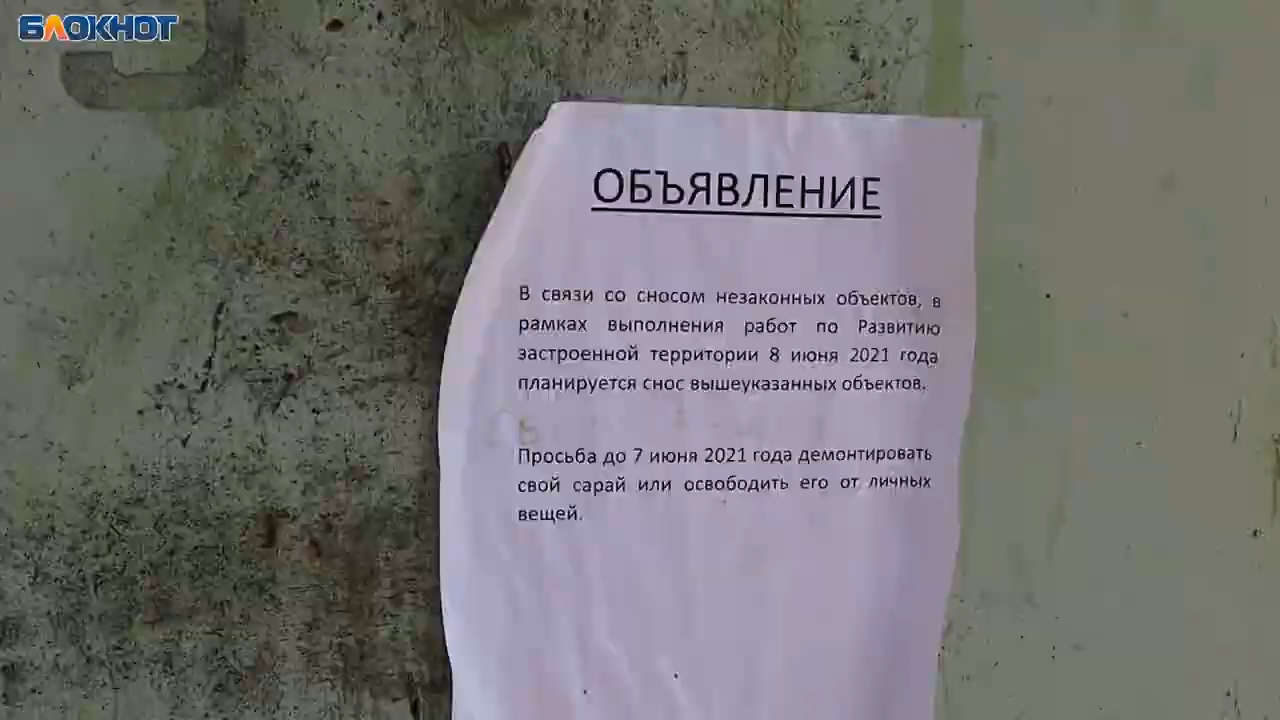 БЛОКНОТ
ОБЪЯВЛЕНИЕ
В связи со сносом незаконных объектов, в
рамках выполнения работ по Развитию
застроенной территории 8 июня 2021 года
планируется снос вышеуказанных объектов.
Просьба до 7 июня 2021 года демонтировать
свой сарай или освободить его от личных
вещей.